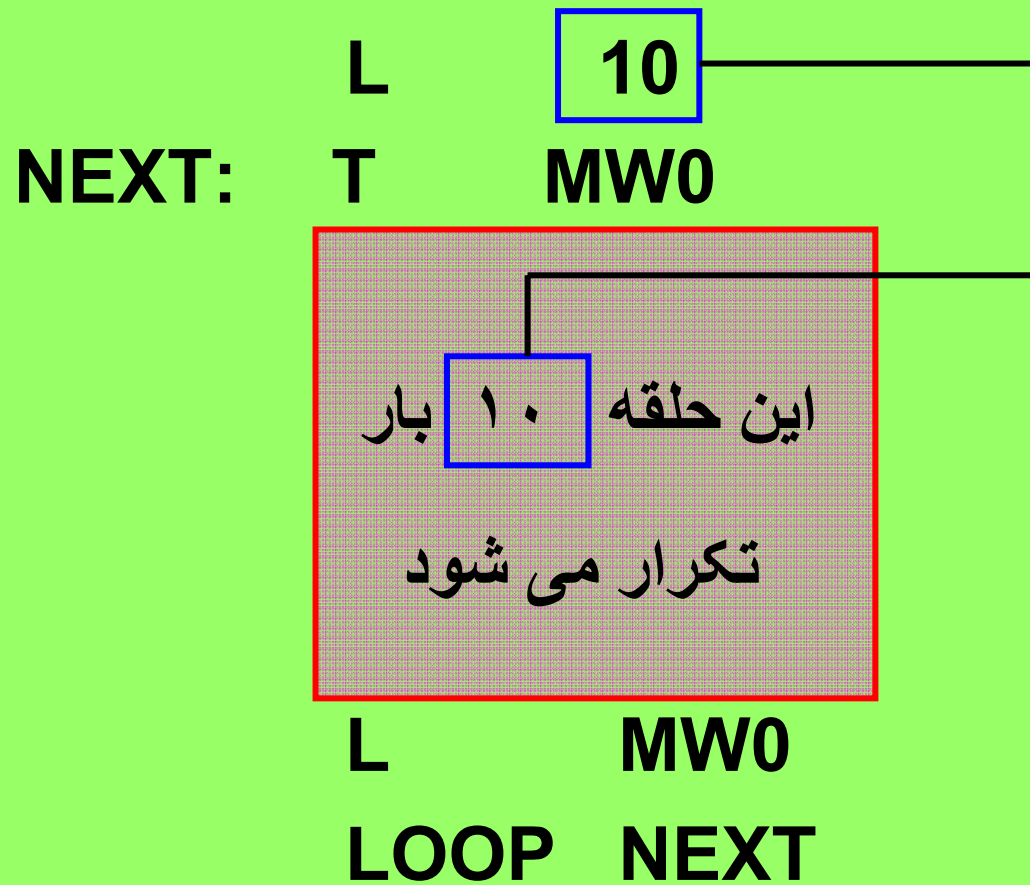 L 10
NEXT: T MW0
این حلقه ۱۰ بار
تکرار می شود
L MW0
LOOP NEXT